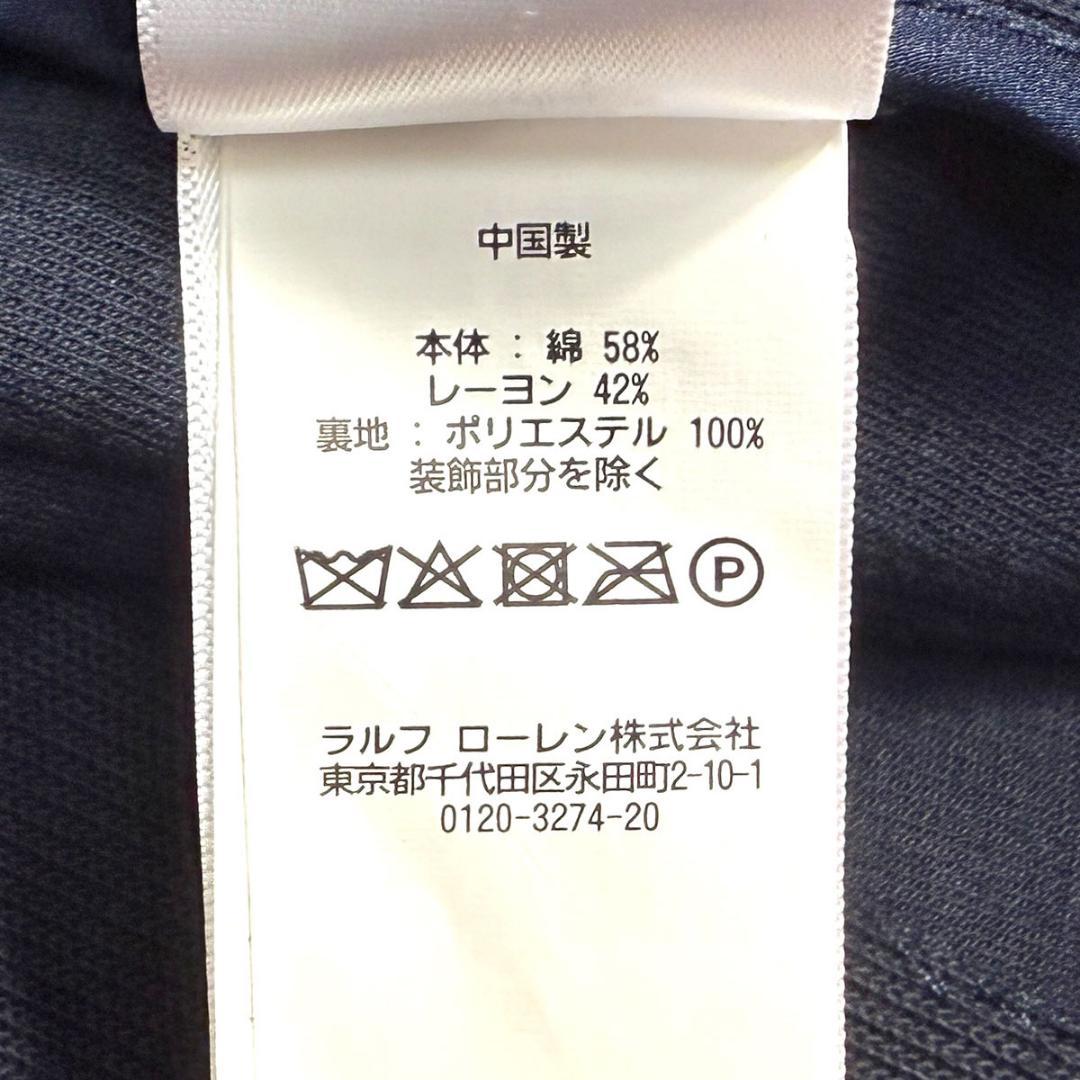 中国製
本体 : 綿 58%
レーヨン 42%
裏地 : ポリエステル 100%
装飾部分を除く
P
ラルフ ローレン株式会社
東京都千代田区永田町2-10-1
0120-3274-20